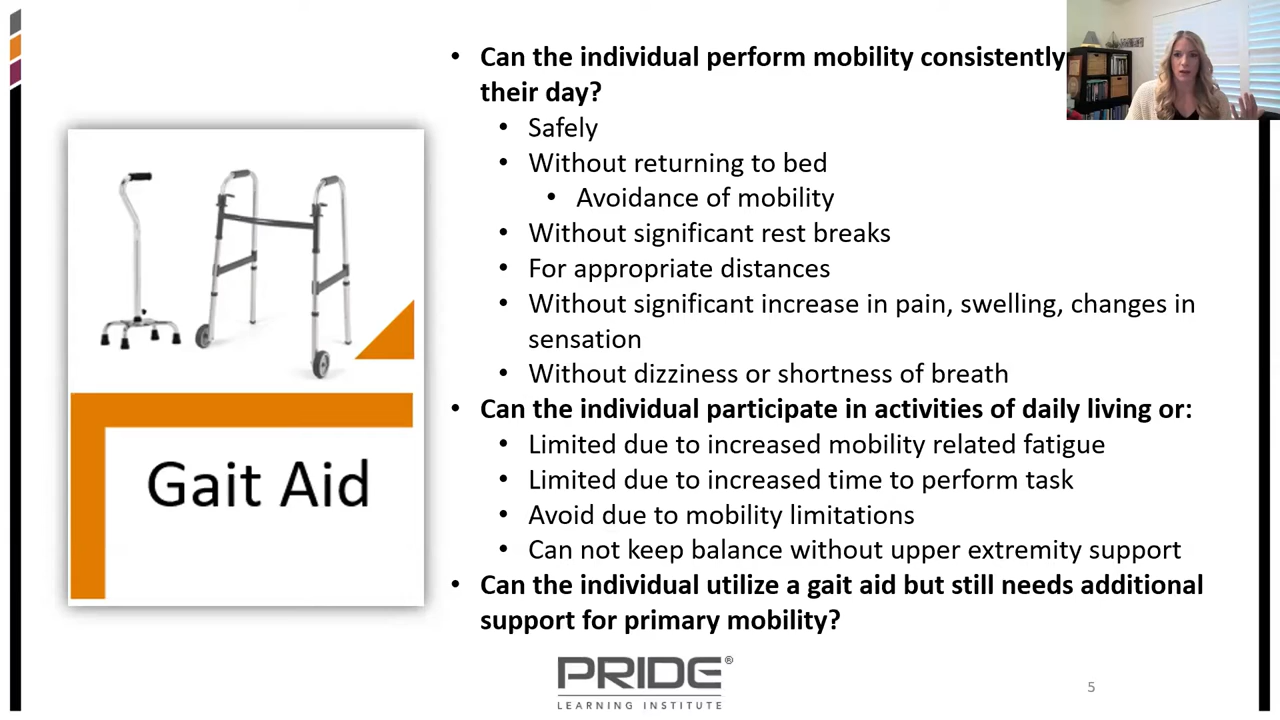 • Can the individual perform mobility consistently
their day?
• Safely
• Without returning to bed
• Avoidance of mobility
• Without significant rest breaks
• For appropriate distances
• Without significant increase in pain, swelling, changes in
sensation
• Without dizziness or shortness of breath
• Can the individual participate in activities of daily living or:
• Limited due to increased mobility related fatigue
• Limited due to increased time to perform task
• Avoid due to mobility limitations
• Can not keep balance without upper extremity support
• Can the individual utilize a gait aid but still needs additional
support for primary mobility?
Gait Aid
PRIDE®
LEARNING INSTITUTE
5